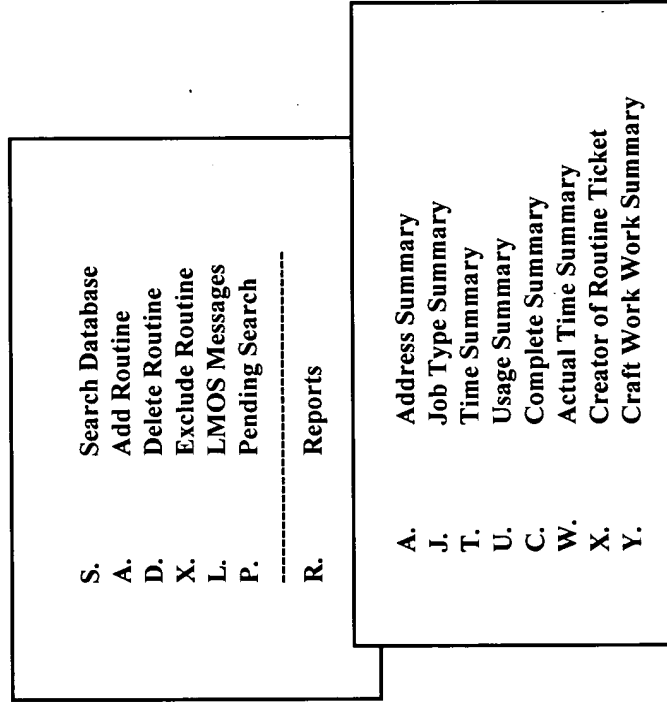 S. Search Database
A. Add Routine
D. Delete Routine
X. Exclude Routine
L. LMOS Messages
P. Pending Search
R. Reports
A. Address Summary
J. Job Type Summary
T. Time Summary
U. Usage Summary
C. Complete Summary
W. Actual Time Summary
X. Creator of Routine Ticket
Y. Craft Work Work Summary